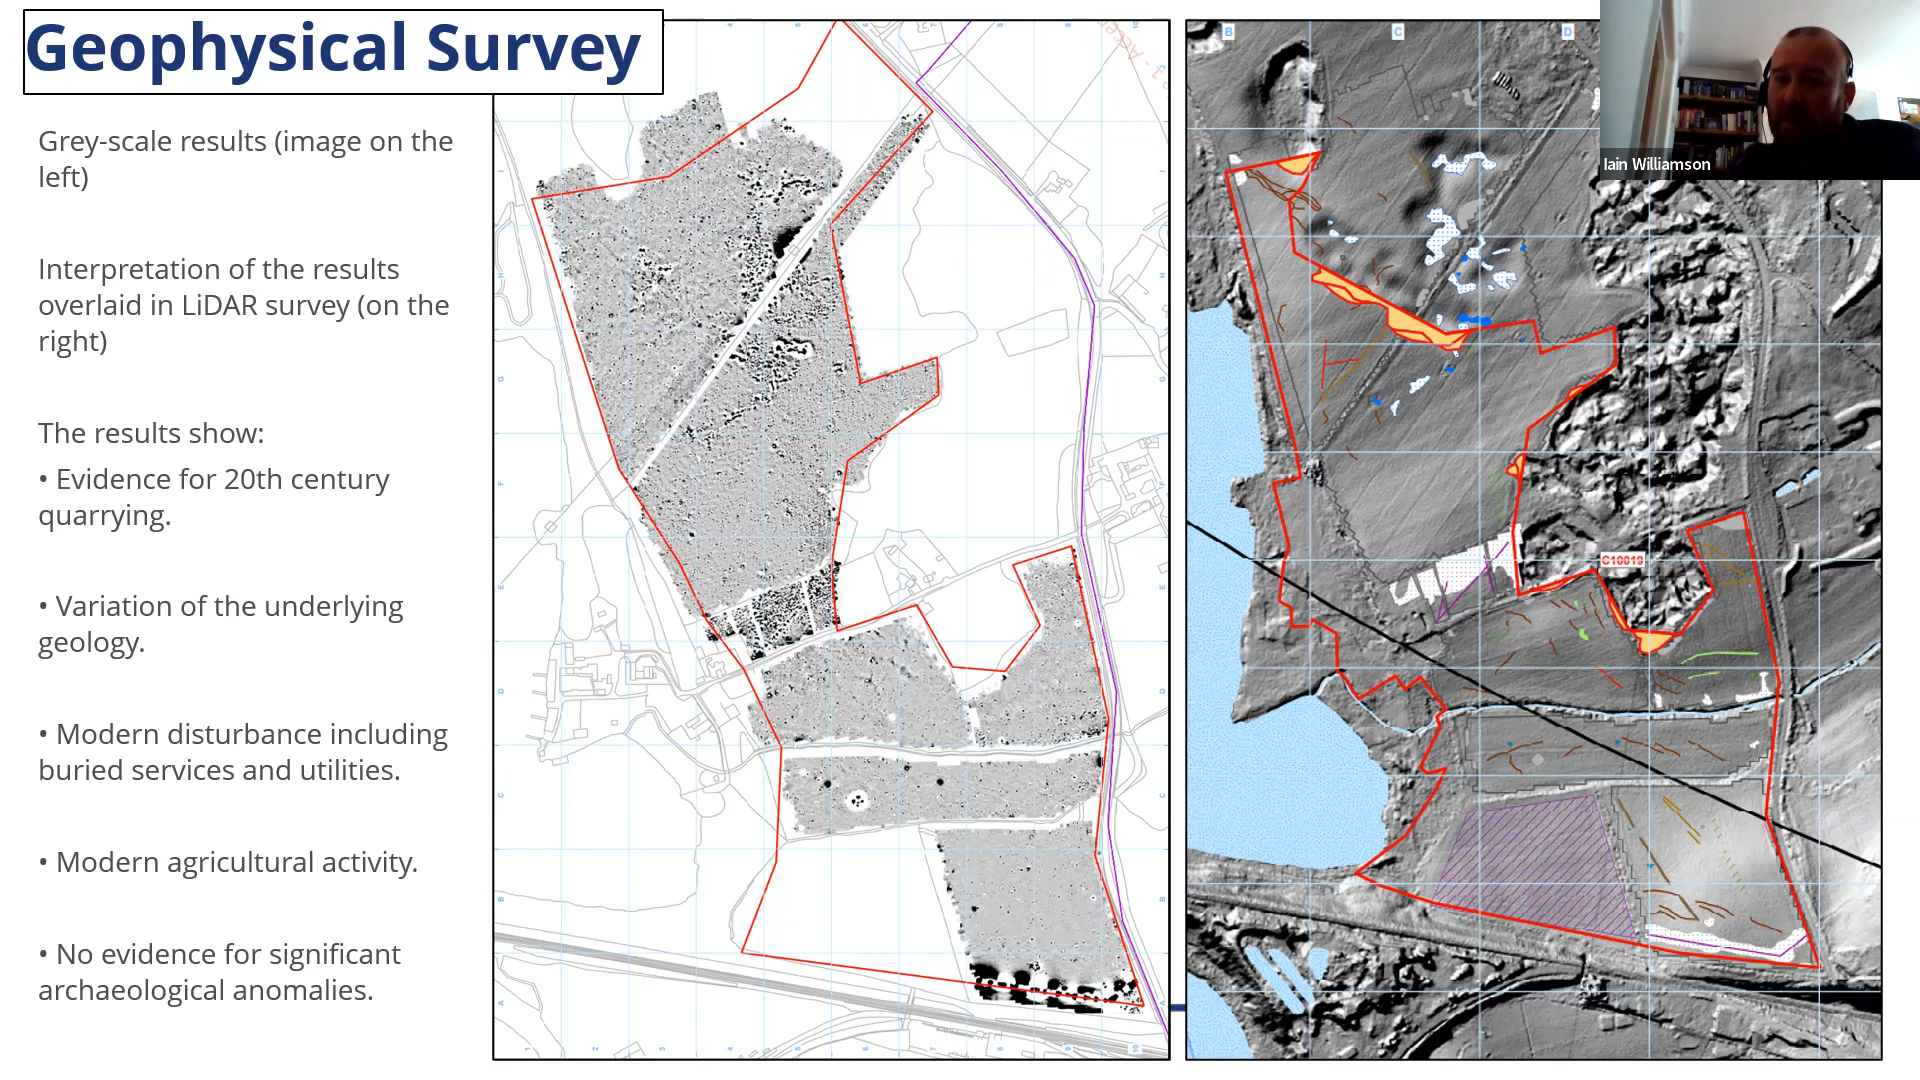 Geophysical Survey
Grey-scale results (image on the
left)
Interpretation of the results
overlaid in LiDAR survey (on the
right)
The results show:
• Evidence for 20th century
quarrying.
• Variation of the underlying
geology.
• Modern disturbance including
buried services and utilities.
• Modern agricultural activity.
• No evidence for significant
archaeological anomalies.
B
C
D
Iain Williamson
C10013